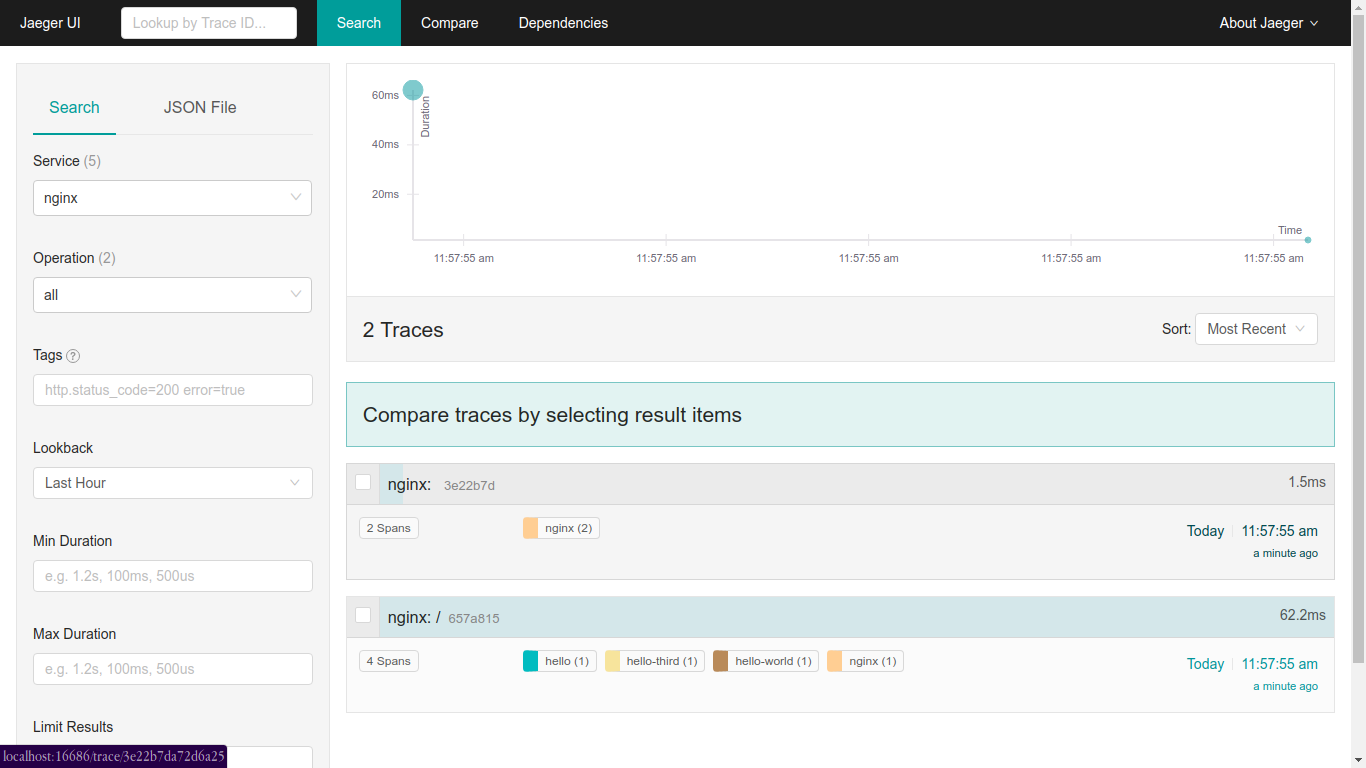 Jaeger UI
Lookup by Trace ID...
Search
Compare
Dependencies
About Jaeger
Search
JSON File
Service (5)
nginx
Operation (2)
all
Tags ?
http.status_code=200 error=true
Lookback
Last Hour
Min Duration
e.g. 1.2s, 100ms, 500us
Max Duration
e.g. 1.2s, 100ms, 500us
Limit Results
60ms
40ms
20ms
Duration
Time
11:57:55 am
11:57:55 am
11:57:55 am
11:57:55 am
11:57:55 am
2 Traces
Sort: Most Recent
Compare traces by selecting result items
nginx: 3e22b7d
1.5ms
2 Spans
nginx (2)
Today 11:57:55 am
a minute ago
nginx: / 657a815
62.2ms
4 Spans
hello (1)
hello-third (1)
hello-world (1)
nginx (1)
Today 11:57:55 am
a minute ago
localhost:16686/trace/3e22b7da72d6a25